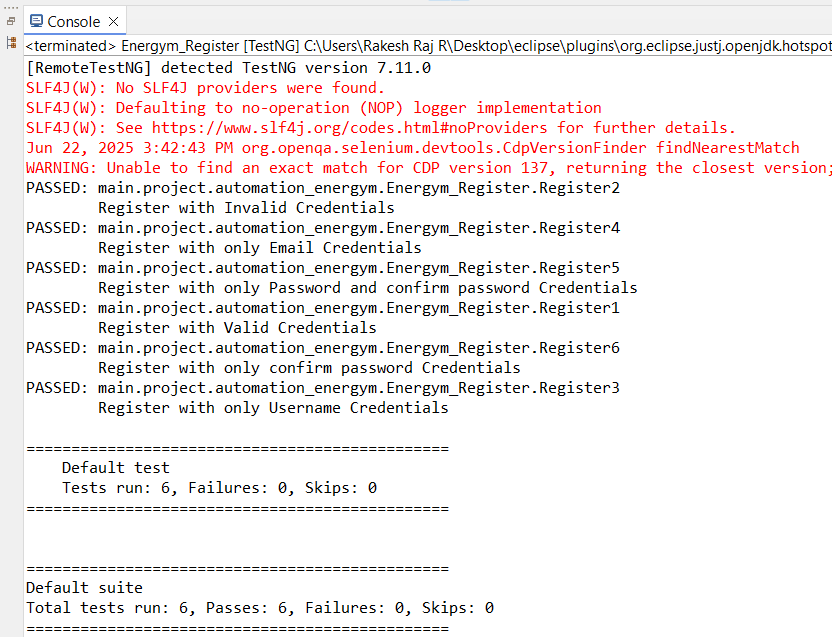 Console
<terminated> Energym_Register [TestNG] C:\Users\Rakesh Raj R\Desktop\eclipse\plugins\org.eclipse.justj.openjdk.hotspot
[RemoteTestNG] detected TestNG version 7.11.0
SLF4J(W): No SLF4J providers were found.
SLF4J(W): Defaulting to no-operation (NOP) logger implementation
SLF4J(W): See https://www.slf4j.org/codes.html#noProviders for further details.
Jun 22, 2025 3:42:43 PM org.openqa.selenium.devtools.CdpVersionFinder findNearestMatch
WARNING: Unable to find an exact match for CDP version 137, returning the closest version;
PASSED: main.project.automation_energym.Energym_Register.Register2
        Register with Invalid Credentials
PASSED: main.project.automation_energym.Energym_Register.Register4
        Register with only Email Credentials
PASSED: main.project.automation_energym.Energym_Register.Register5
        Register with only Password and confirm password Credentials
PASSED: main.project.automation_energym.Energym_Register.Register1
        Register with Valid Credentials
PASSED: main.project.automation_energym.Energym_Register.Register6
        Register with only confirm password Credentials
PASSED: main.project.automation_energym.Energym_Register.Register3
        Register with only Username Credentials
===============================================
    Default test
    Tests run: 6, Failures: 0, Skips: 0
===============================================
===============================================
Default suite
Total tests run: 6, Passes: 6, Failures: 0, Skips: 0
===============================================